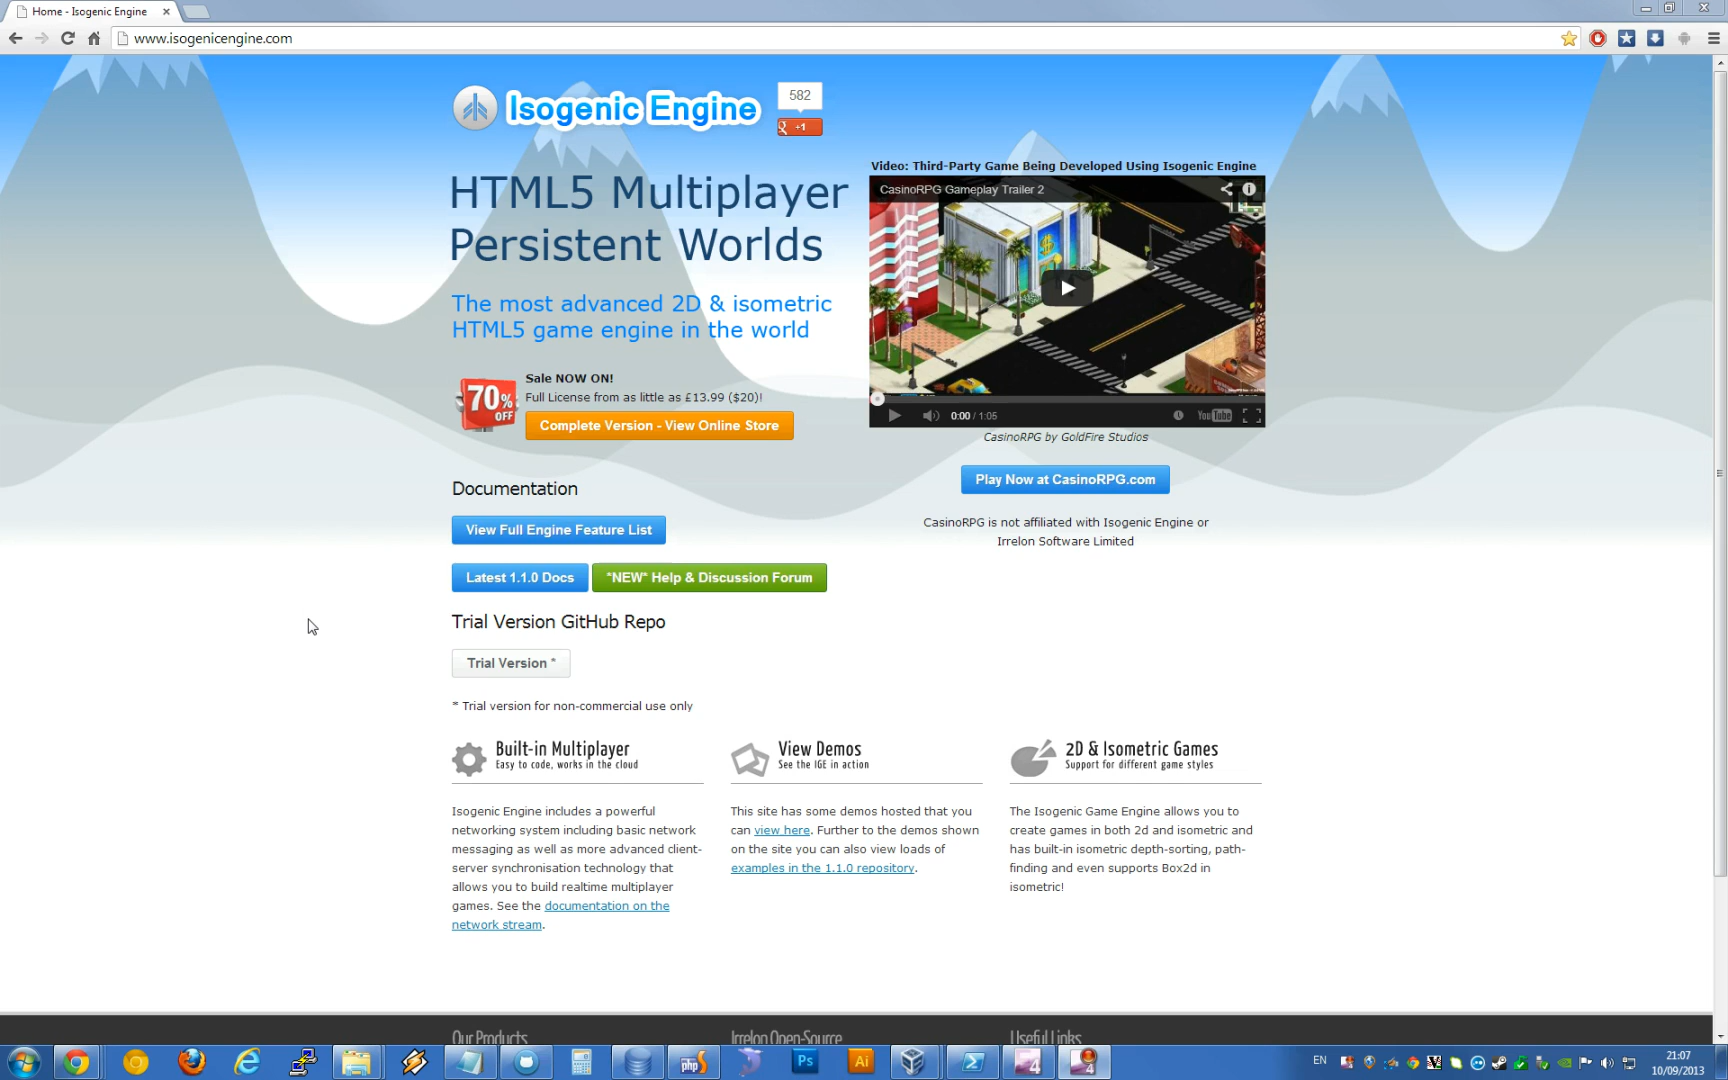 Home - Isogenic Engine
www.isogenicengine.com
Isogenic Engine
582
+1
HTML5 Multiplayer
Persistent Worlds
The most advanced 2D & isometric
HTML5 game engine in the world
70%
OFF
Sale NOW ON!
Full License from as little as £13.99 ($20)!
Complete Version - View Online Store
Video: Third-Party Game Being Developed Using Isogenic Engine
CasinoRPG Gameplay Trailer 2
0:00 / 1:05
YouTube
CasinoRPG by GoldFire Studios
Play Now at CasinoRPG.com
CasinoRPG is not affiliated with Isogenic Engine or
Irrelon Software Limited
Documentation
View Full Engine Feature List
Latest 1.1.0 Docs
*NEW* Help & Discussion Forum
Trial Version GitHub Repo
Trial Version *
* Trial version for non-commercial use only
Built-in Multiplayer
Easy to code, works in the cloud
Isogenic Engine includes a powerful
networking system including basic network
messaging as well as more advanced client-
server synchronisation technology that
allows you to build realtime multiplayer
games. See the documentation on the
network stream.
View Demos
See the IGE in action
This site has some demos hosted that you
can view here. Further to the demos shown
on the site you can also view loads of
examples in the 1.1.0 repository.
2D & Isometric Games
Support for different game styles
The Isogenic Game Engine allows you to
create games in both 2d and isometric and
has built-in isometric depth-sorting, path-
finding and even supports Box2d in
isometric!
Our Products
Irrelon Open-Source
Useful Links
php
Ps
Ai
4
4
EN
21:07
10/09/2013